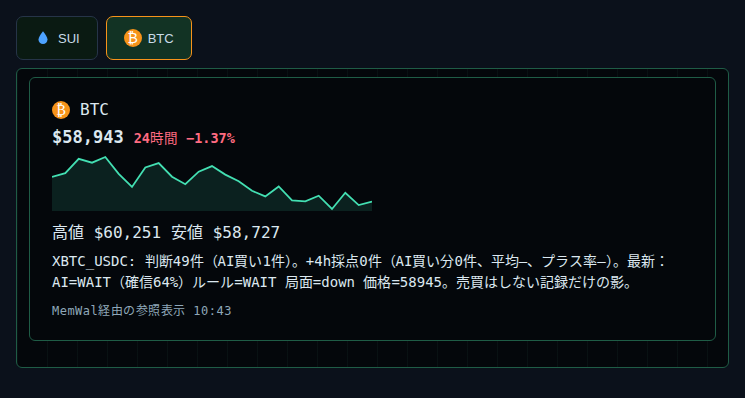 SUI
BTC
BTC
$58,943 24時間 −1.37%
高値 $60,251 安値 $58,727
XBTC_USDC: 判断49件（AI買い1件）。+4h採点0件（AI買い分0件、平均—、プラス率—）。最新：
AI=WAIT（確信64%）ルール=WAIT 局面=down 価格=58945。売買はしない記録だけの影。
MemWal経由の参照表示 10:43